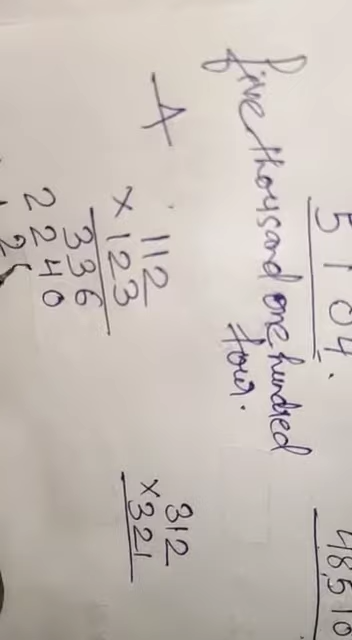 5104.
48510
five thousand one hundred
four.
A
112
×123
336
2240
312
×321